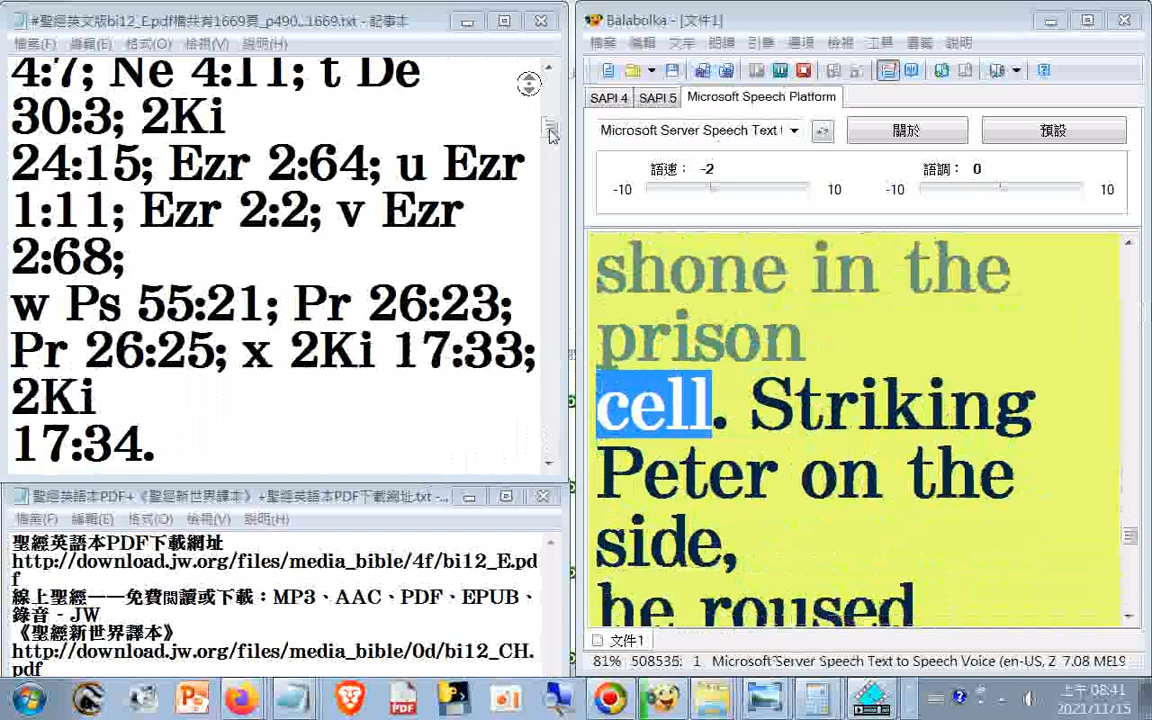 #聖經英文版bi12_E.pdf檔共有1669頁_p490...1669.txt - 記事本
檔案(F) 編輯(E) 格式(O) 檢視(V) 說明(H)
4:7; Ne 4:11; t De
30:3; 2Ki
24:15; Ezr 2:64; u Ezr
1:11; Ezr 2:2; v Ezr
2:68;
w Ps 55:21; Pr 26:23;
Pr 26:25; x 2Ki 17:33;
2Ki
17:34.
聖經英語本PDF+《聖經新世界譯本》+聖經英語本PDF下載網址.txt -...
檔案(F) 編輯(E) 格式(O) 檢視(V) 說明(H)
聖經英語本PDF下載網址
http://download.jw.org/files/media_bible/4f/bi12_E.pd
f
線上聖經——免費閱讀或下載：MP3、AAC、PDF、EPUB、
錄音 - JW
《聖經新世界譯本》
http://download.jw.org/files/media_bible/0d/bi12_CH.
pdf
Balabolka - [文件1]
檔案 編輯 文字 朗讀 引擎 選項 檢視 工具 書籤 說明
SAPI 4 SAPI 5 Microsoft Speech Platform
Microsoft Server Speech Text 關於 預設
語速： -2 語調： 0
-10 10 -10 10
shone in the
prison
cell. Striking
Peter on the
side,
he roused
文件1
81% 508535: 1 Microsoft Server Speech Text to Speech Voice (en-US, Z 7.08 МБ
上午 08:41
2021/11/15